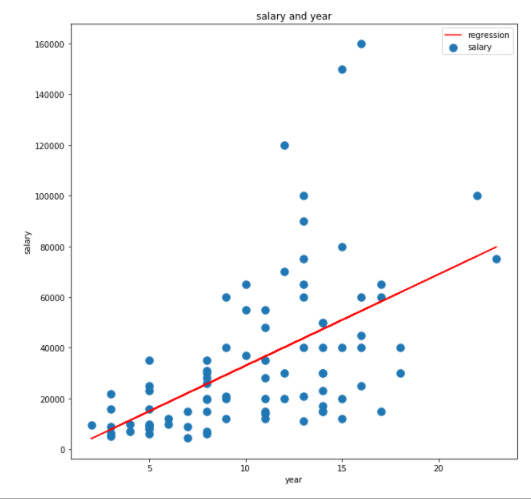 salary and year
regression
salary
160000
140000
120000
100000
80000
60000
40000
20000
0
salary
5 10 15 20
year